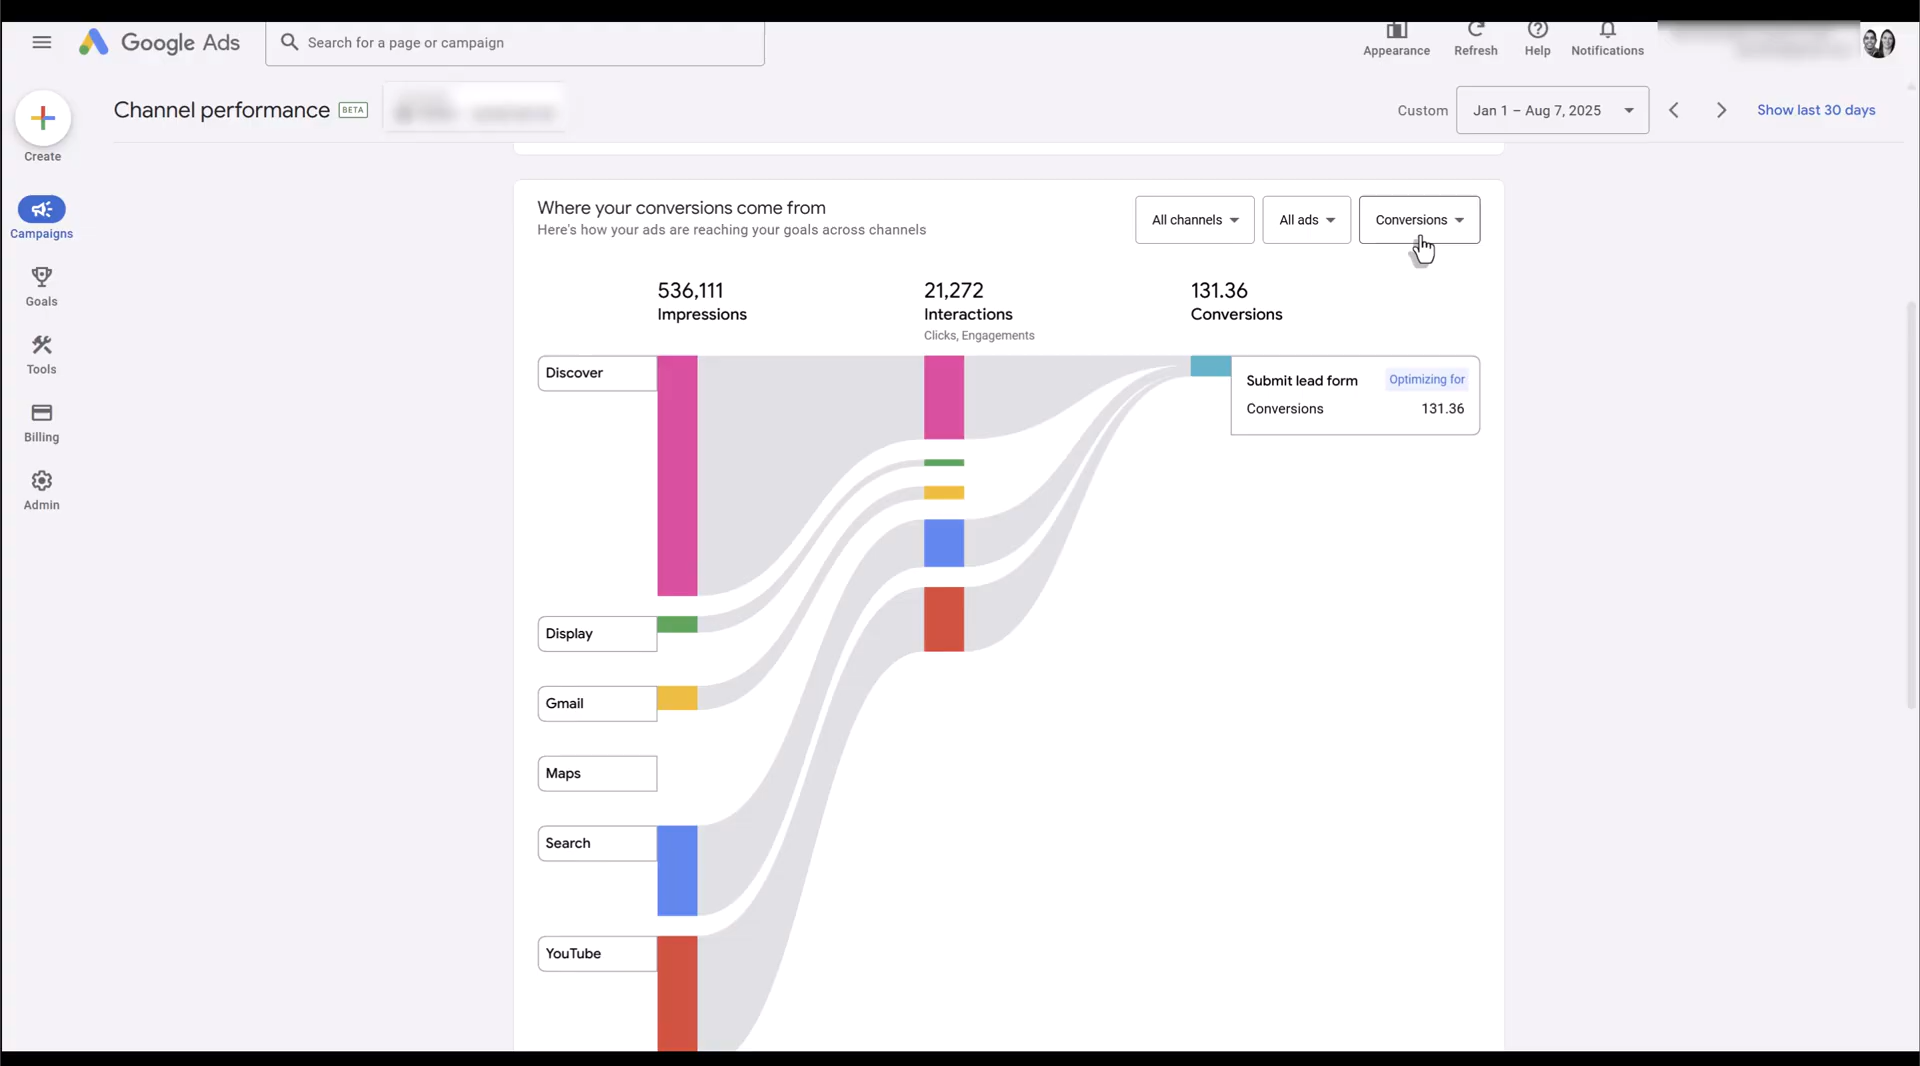 Google Ads
Search for a page or campaign
Appearance
Refresh
Help
Notifications
Create
Campaigns
Goals
Tools
Billing
Admin
Channel performance BETA
Custom Jan 1 – Aug 7, 2025 Show last 30 days
Where your conversions come from
Here's how your ads are reaching your goals across channels
All channels
All ads
Conversions
536,111
Impressions
21,272
Interactions
Clicks, Engagements
131.36
Conversions
Discover
Display
Gmail
Maps
Search
YouTube
Submit lead form Optimizing for
Conversions 131.36